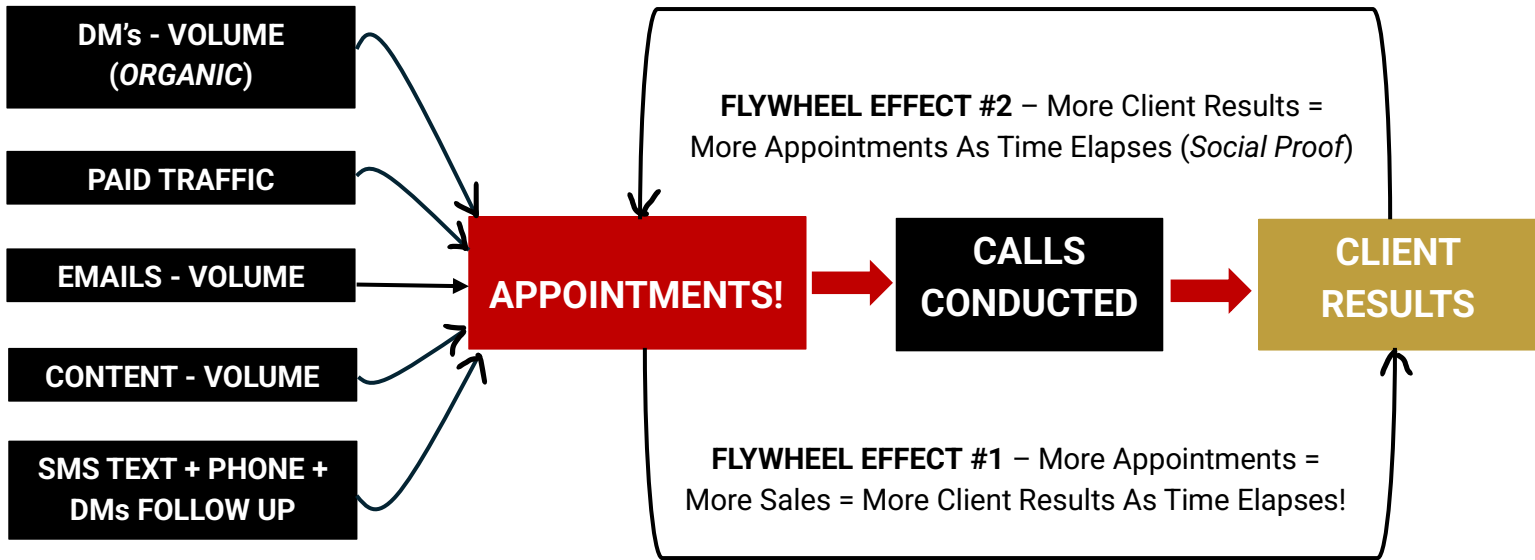 DM’s - VOLUME
(ORGANIC)
PAID TRAFFIC
EMAILS - VOLUME
CONTENT - VOLUME
SMS TEXT + PHONE +
DMs FOLLOW UP
FLYWHEEL EFFECT #2 – More Client Results =
More Appointments As Time Elapses (Social Proof)
APPOINTMENTS!
CALLS
CONDUCTED
CLIENT
RESULTS
FLYWHEEL EFFECT #1 – More Appointments =
More Sales = More Client Results As Time Elapses!